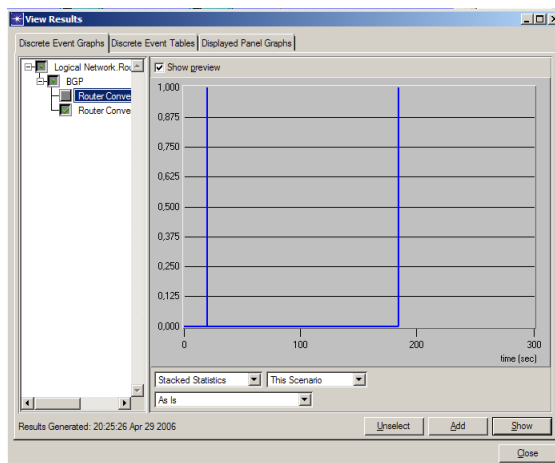 View Results
Discrete Event Graphs Discrete Event Tables Displayed Panel Graphs
Logical Network.Rou
BGP
Router Conve
Router Conve
Show preview
1,000
0,875
0,750
0,625
0,500
0,375
0,250
0,125
0,000
0 100 200 300
time (sec)
Stacked Statistics This Scenario
As Is
Results Generated: 20:25:26 Apr 29 2006 Unselect Add Show
Close